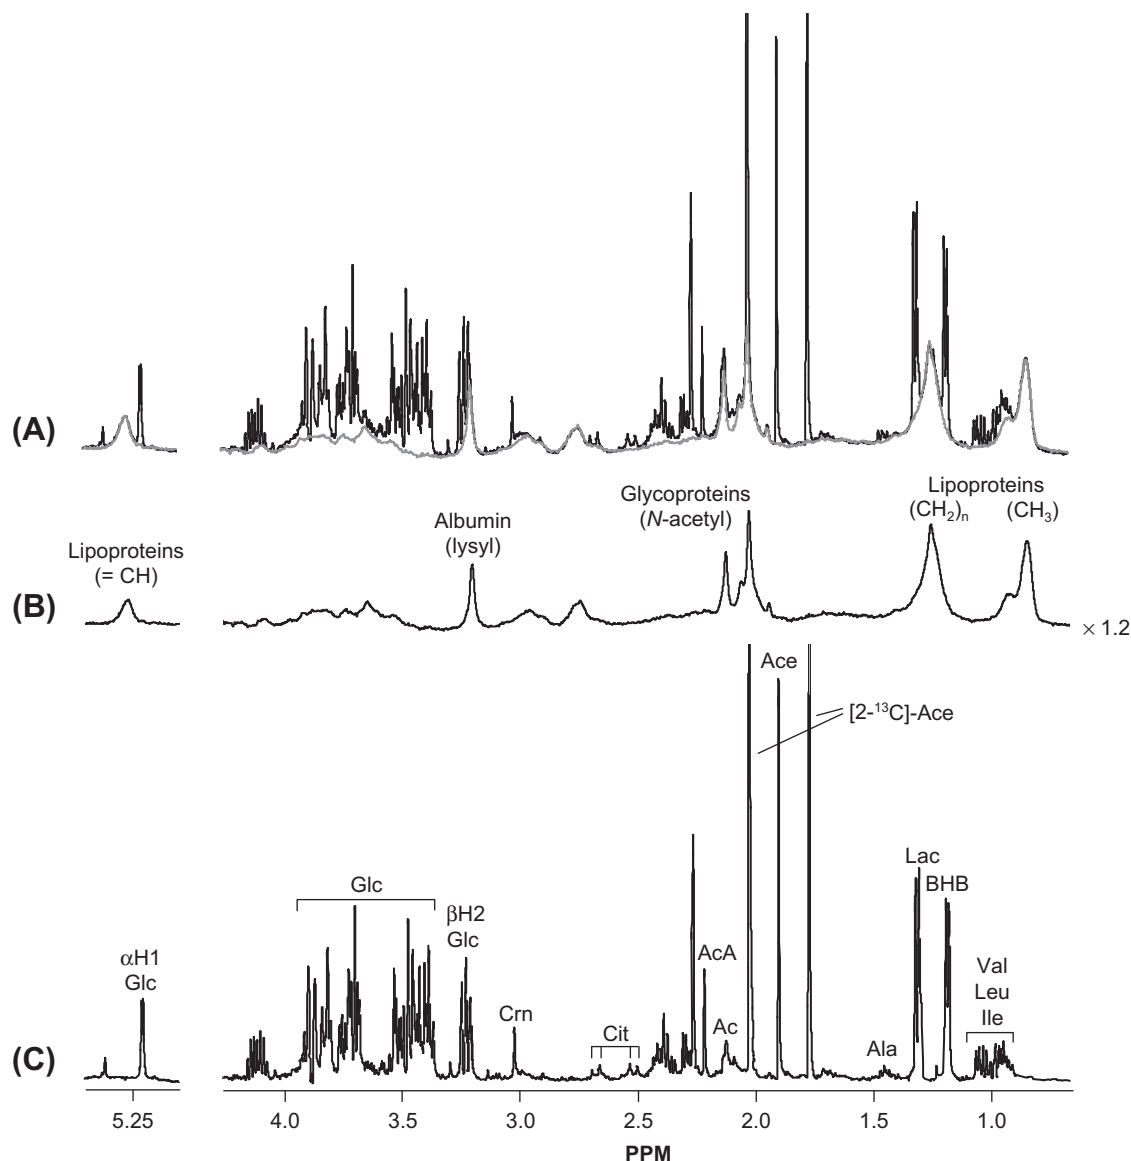 (A)
Lipoproteins
(= CH)
Albumin
(lysyl)
Glycoproteins
(N-acetyl)
Lipoproteins
(CH₂)ₙ
(CH₃)
(B)
× 1.2
Ace
[2-¹³C]-Ace
Lac
BHB
Glc
αH1
Glc
βH2
Glc
AcA
Val
Leu
Ile
Crn
Cit
Ac
Ala
(C)
5.25 4.0 3.5 3.0 2.5 2.0 1.5 1.0
PPM